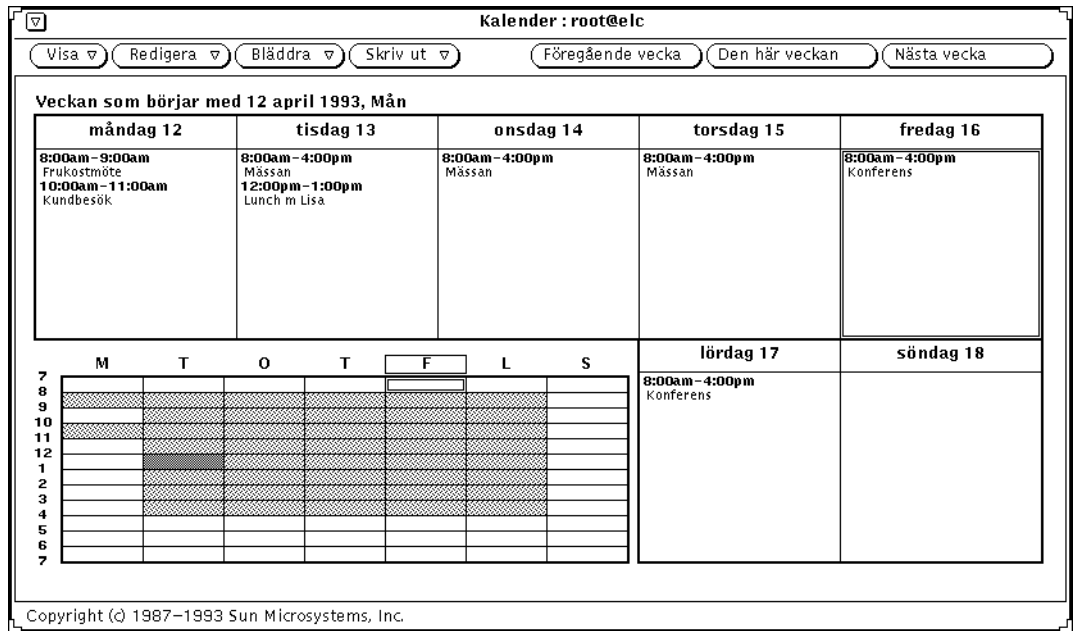 Kalender : root@elc
Visa Redigera Bläddra Skriv ut Föregående vecka Den här veckan Nästa vecka
Veckan som börjar med 12 april 1993, Mån
måndag 12 tisdag 13 onsdag 14 torsdag 15 fredag 16
8:00am-9:00am
Frukostmöte
10:00am-11:00am
Kundbesök
8:00am-4:00pm
Mässan
12:00pm-1:00pm
Lunch m Lisa
8:00am-4:00pm
Mässan
8:00am-4:00pm
Mässan
8:00am-4:00pm
Konferens
M T O T F L S
7
8
9
10
11
12
1
2
3
4
5
6
7
lördag 17 söndag 18
8:00am-4:00pm
Konferens
Copyright (c) 1987-1993 Sun Microsystems, Inc.